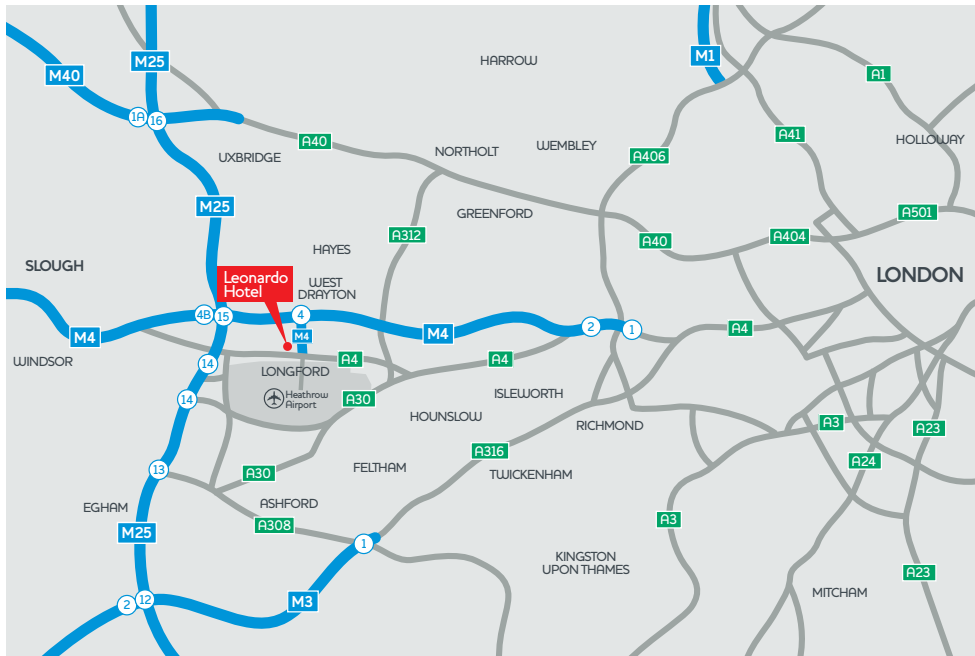 M1
M25
HARROW
M40
A1
1A
16
A41
A40
HOLLOWAY
WEMBLEY
NORTHOLT
A406
UXBRIDGE
M25
GREENFORD
A501
A312
A404
A40
HAYES
SLOUGH
LONDON
Leonardo
Hotel
WEST
DRAYTON
4B
15
4
M4
M4
M4
2
1
A4
WINDSOR
14
A4
A4
LONGFORD
Heathrow
Airport
14
A30
ISLEWORTH
HOUNSLOW
RICHMOND
A3
A23
A316
A24
13
A30
FELTHAM
TWICKENHAM
EGHAM
ASHFORD
A308
A3
M25
1
KINGSTON
UPON THAMES
A23
2
12
M3
MITCHAM